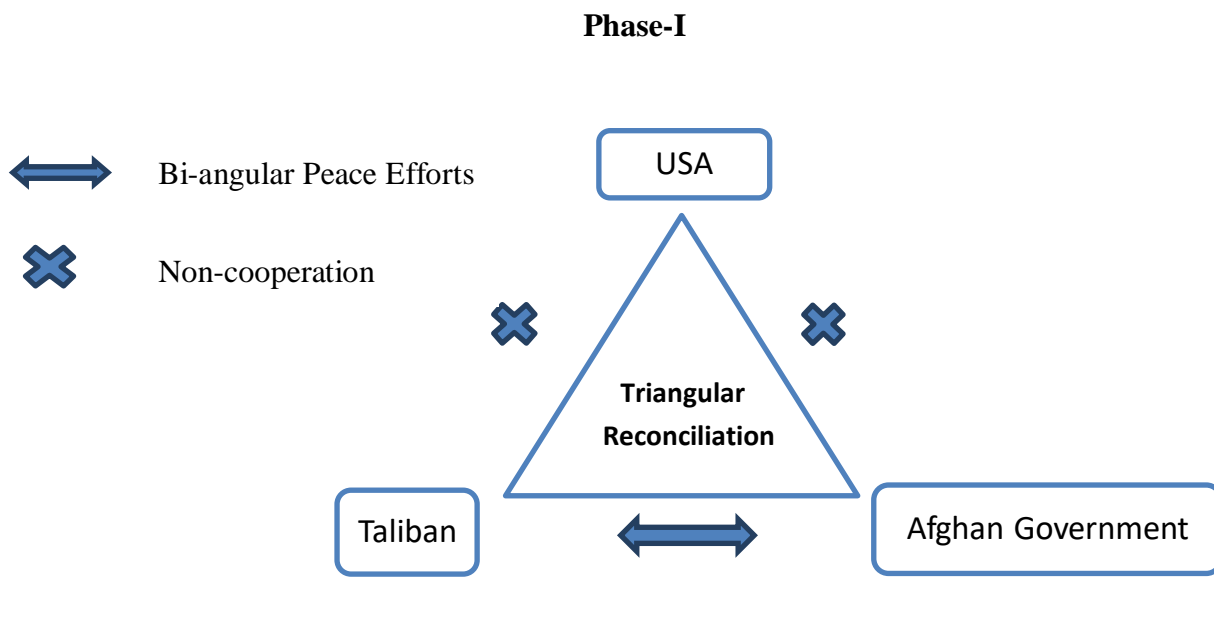 Phase-I
Bi-angular Peace Efforts
Non-cooperation
USA
Triangular
Reconciliation
Taliban
Afghan Government